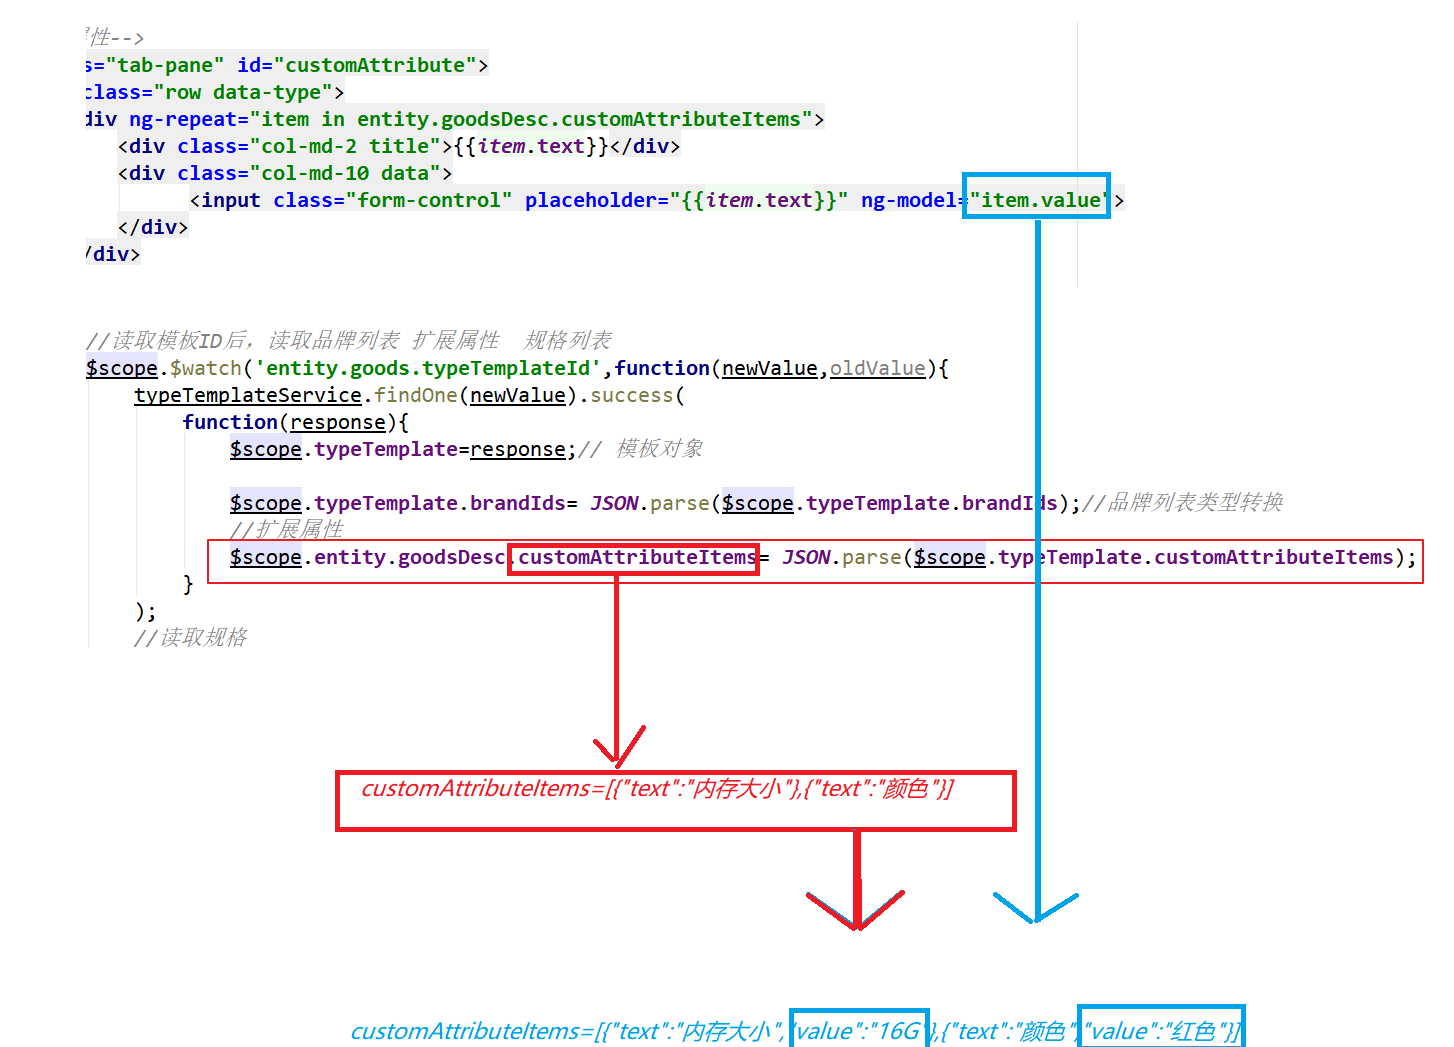 性-->
s="tab-pane" id="customAttribute">
class="row data-type">
div ng-repeat="item in entity.goodsDesc.customAttributeItems">
<div class="col-md-2 title">{{item.text}}</div>
<div class="col-md-10 data">
<input class="form-control" placeholder="{{item.text}}" ng-model="item.value">
</div>
/div>
//读取模板ID后，读取品牌列表 扩展属性 规格列表
$scope.$watch('entity.goods.typeTemplateId',function(newValue,oldValue){
typeTemplateService.findOne(newValue).success(
function(response){
$scope.typeTemplate=response;// 模板对象
$scope.typeTemplate.brandIds= JSON.parse($scope.typeTemplate.brandIds);//品牌列表类型转换
//扩展属性
$scope.entity.goodsDesc.customAttributeItems= JSON.parse($scope.typeTemplate.customAttributeItems);
}
);
//读取规格
customAttributeItems=[{"text":"内存大小"},{"text":"颜色"}]
customAttributeItems=[{"text":"内存大小","value":"16G"},{"text":"颜色","value":"红色"}]